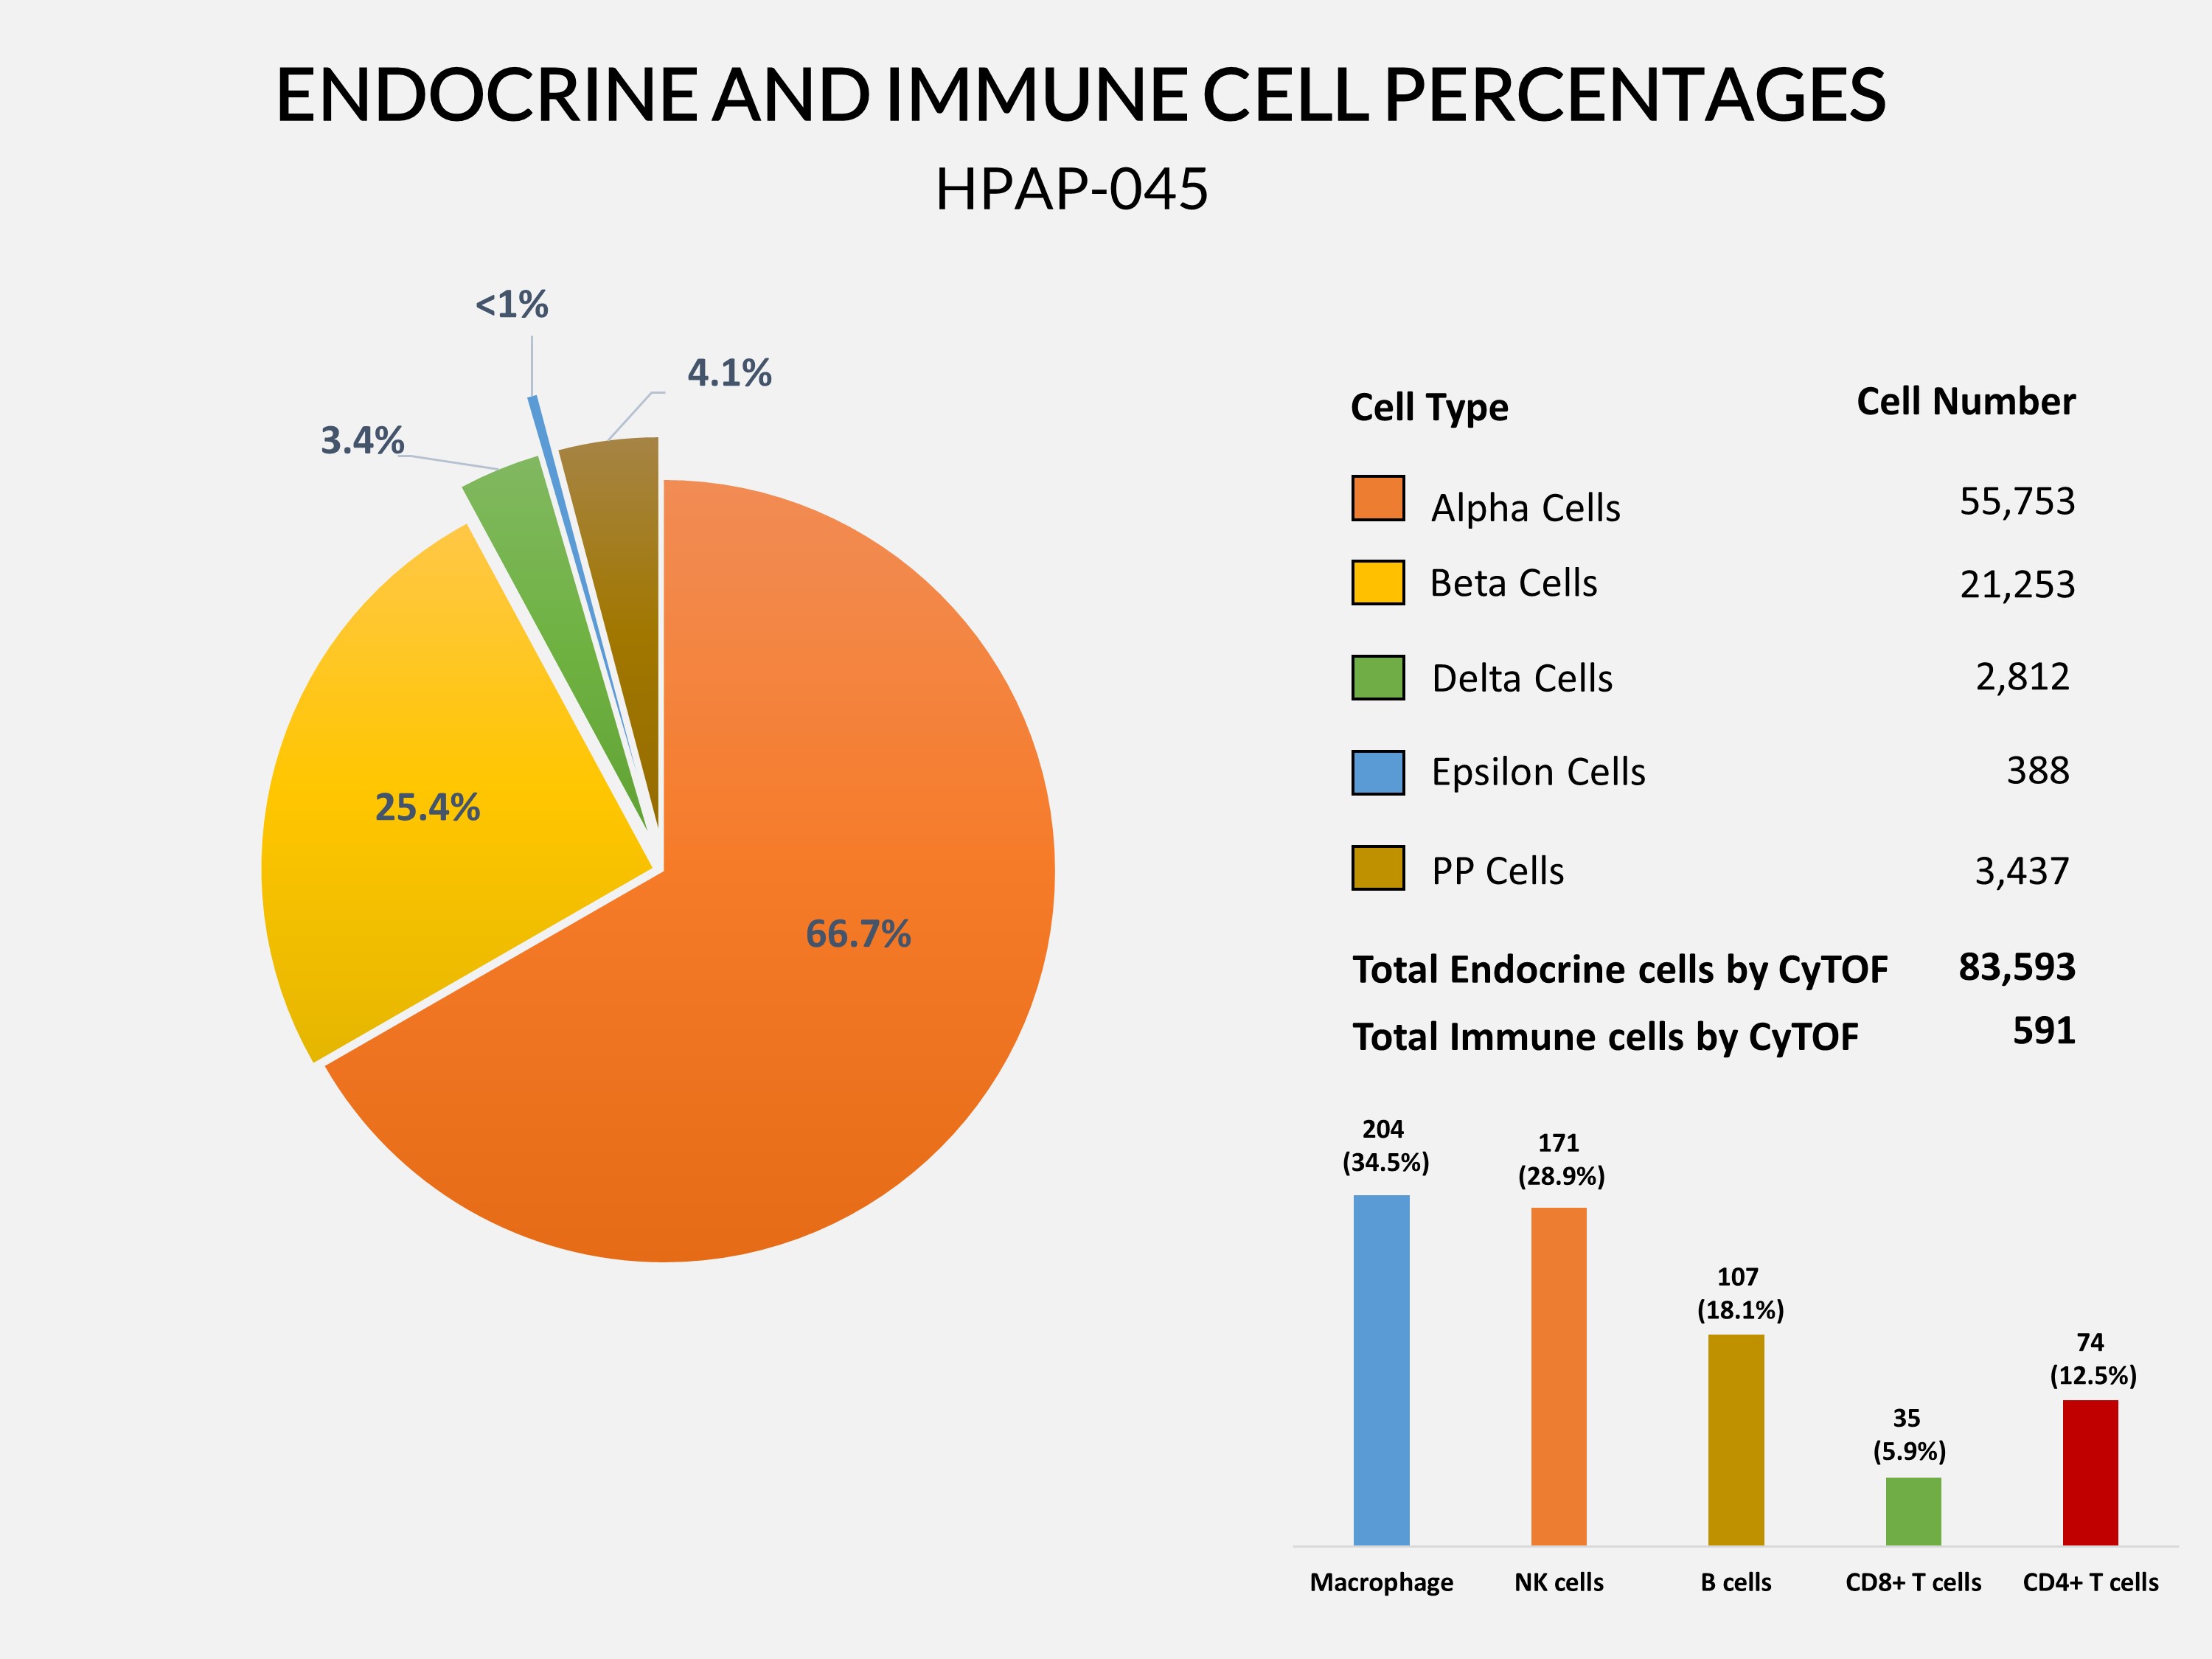 ENDOCRINE AND IMMUNE CELL PERCENTAGES
HPAP-045
<1%
4.1%
3.4%
25.4%
66.7%
Cell Type Cell Number
Alpha Cells 55,753
Beta Cells 21,253
Delta Cells 2,812
Epsilon Cells 388
PP Cells 3,437
Total Endocrine cells by CyTOF 83,593
Total Immune cells by CyTOF 591
204
(34.5%)
171
(28.9%)
107
(18.1%)
35
(5.9%)
74
(12.5%)
Macrophage NK cells B cells CD8+ T cells CD4+ T cells